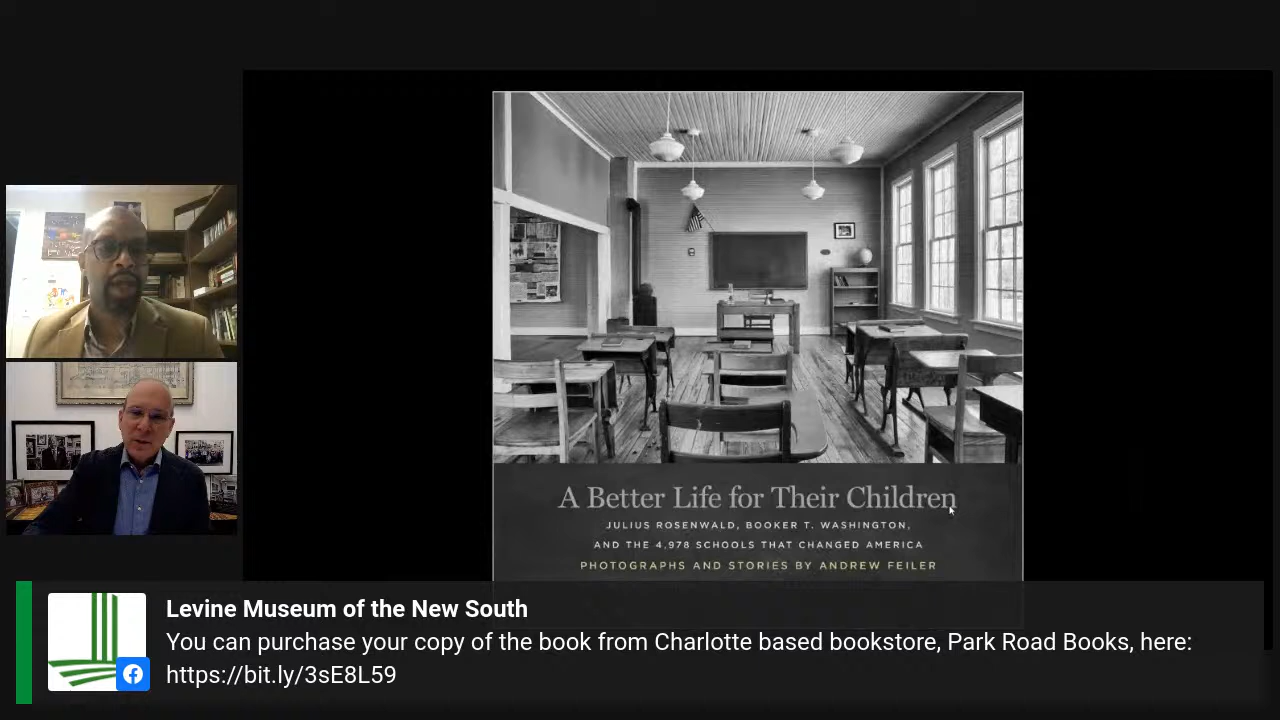 A Better Life for Their Children
JULIUS ROSENWALD, BOOKER T. WASHINGTON,
AND THE 4,978 SCHOOLS THAT CHANGED AMERICA
PHOTOGRAPHS AND STORIES BY ANDREW FEILER
Levine Museum of the New South
You can purchase your copy of the book from Charlotte based bookstore, Park Road Books, here:
https://bit.ly/3sE8L59